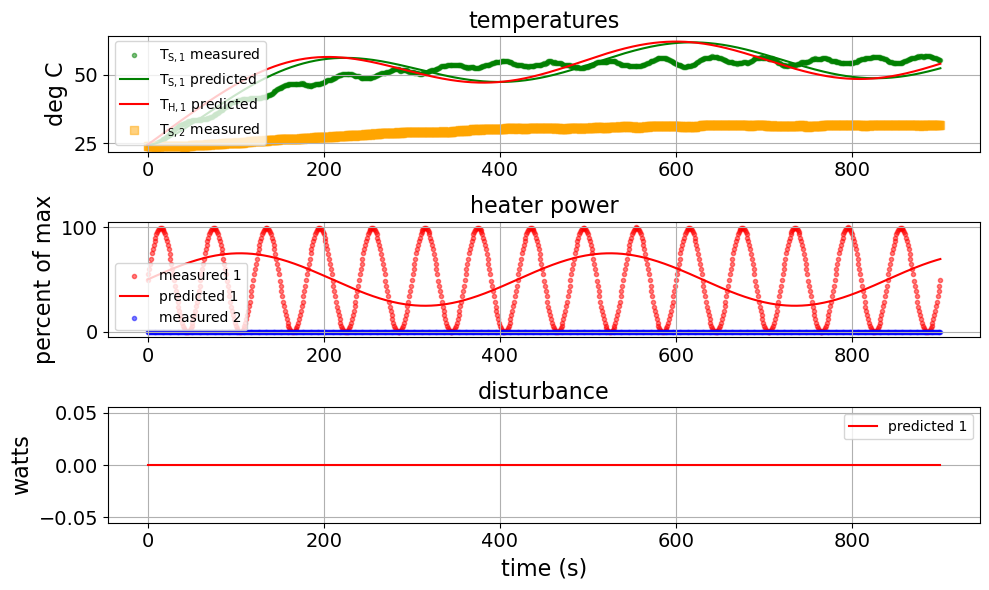 temperatures
deg C
50
25
T_S,1 measured
T_S,1 predicted
T_H,1 predicted
T_S,2 measured
0 200 400 600 800
heater power
percent of max
100
0
measured 1
predicted 1
measured 2
0 200 400 600 800
disturbance
watts
0.05
0.00
−0.05
predicted 1
0 200 400 600 800
time (s)